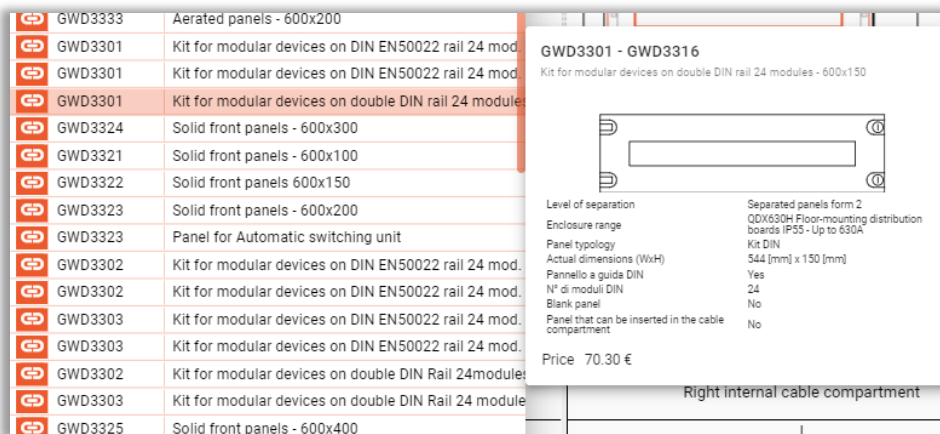 GWD3333 Aerated panels - 600x200
GWD3301 Kit for modular devices on DIN EN50022 rail 24 mod.
GWD3301 Kit for modular devices on DIN EN50022 rail 24 mod.
GWD3301 Kit for modular devices on double DIN rail 24 modules
GWD3324 Solid front panels - 600x300
GWD3321 Solid front panels - 600x100
GWD3322 Solid front panels 600x150
GWD3323 Solid front panels - 600x200
GWD3323 Panel for Automatic switching unit
GWD3302 Kit for modular devices on DIN EN50022 rail 24 mod.
GWD3302 Kit for modular devices on DIN EN50022 rail 24 mod.
GWD3303 Kit for modular devices on DIN EN50022 rail 24 mod.
GWD3303 Kit for modular devices on DIN EN50022 rail 24 mod.
GWD3302 Kit for modular devices on double DIN Rail 24modules
GWD3303 Kit for modular devices on double DIN Rail 24 module
GWD3325 Solid front panels - 600x400
GWD3301 - GWD3316
Kit for modular devices on double DIN rail 24 modules - 600x150
Level of separation Separated panels form 2
Enclosure range QDX630H Floor-mounting distribution
boards IP55 - Up to 630A
Panel typology Kit DIN
Actual dimensions (WxH) 544 [mm] x 150 [mm]
Pannello a guida DIN Yes
N° di moduli DIN 24
Blank panel No
Panel that can be inserted in the cable
compartment No
Price 70.30 €
Right internal cable compartment